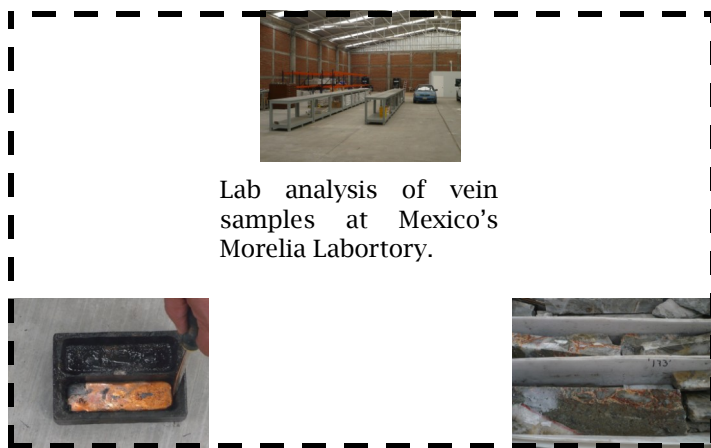 Lab analysis of vein
samples at Mexico’s
Morelia Labortory.